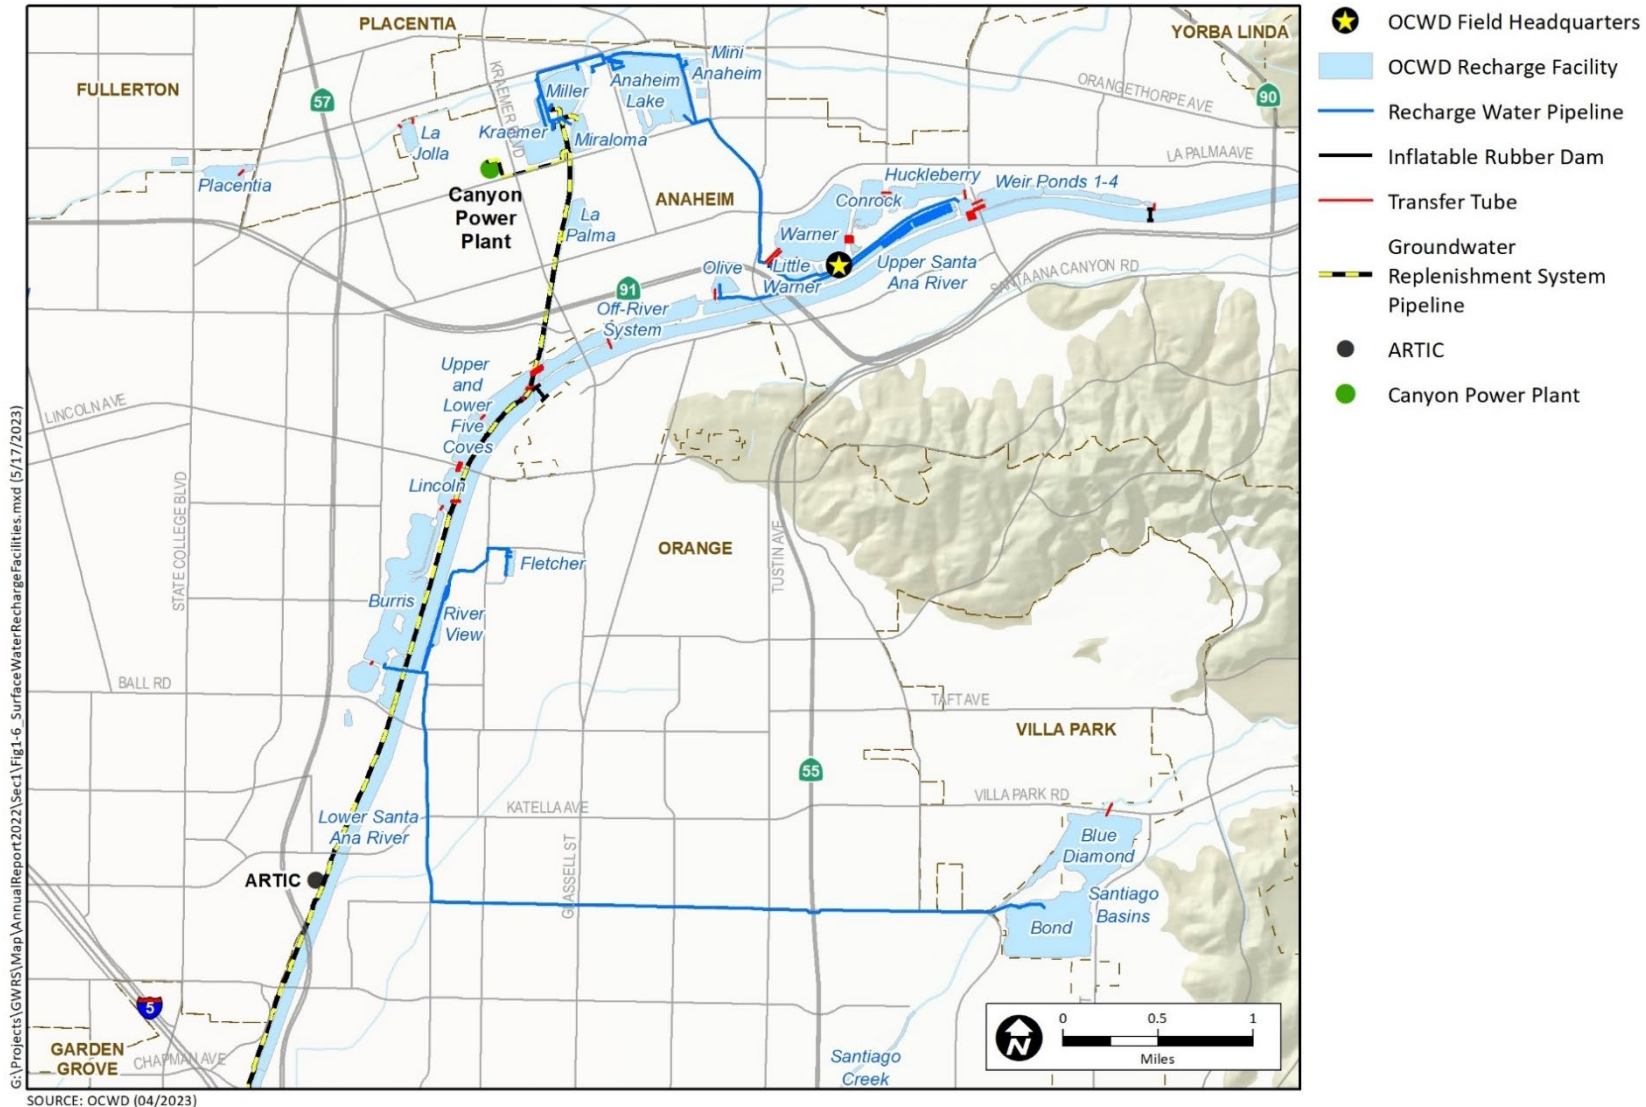 PLACENTIA
YORBA LINDA
FULLERTON
57
KRAEMER BLVD
Mini
Anaheim
Anaheim
Lake
Miller
ORANGETHORPE AVE
90
La
Jolla
Kraemer
Miraloma
LA PALMA AVE
Placentia
Canyon
Power
Plant
ANAHEIM
Huckleberry
Weir Ponds 1-4
Conrock
La
Palma
Warner
Little
Warner
Olive
Upper Santa
Ana River
SANTA ANA CANYON RD
91
Off-River
System
Upper
and
Lower
Five
Coves
LINCOLN AVE
Lincoln
STATE COLLEGE BLVD
ORANGE
TUSTIN AVE
Fletcher
Burris
River
View
BALL RD
TAFT AVE
VILLA PARK
55
VILLA PARK RD
KATELLA AVE
Lower Santa
Ana River
GLASSELL ST
Blue
Diamond
ARTIC
Santiago
Basins
Bond
5
GARDEN
GROVE
CHAPMAN AVE
Santiago
Creek
N
0 0.5 1
Miles
OCWD Field Headquarters
OCWD Recharge Facility
Recharge Water Pipeline
Inflatable Rubber Dam
Transfer Tube
Groundwater
Replenishment System
Pipeline
ARTIC
Canyon Power Plant
G:\Projects\GWRS\Map\AnnualReport2022\Sec1\Fig1-6_SurfaceWaterRechargeFacilities.mxd (5/17/2023)
SOURCE: OCWD (04/2023)